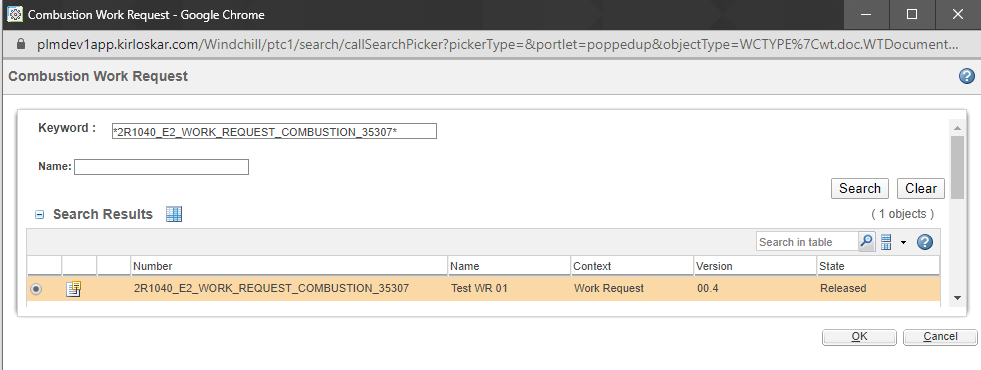 Combustion Work Request - Google Chrome
plmdev1app.kirloskar.com/Windchill/ptc1/search/callSearchPicker?pickerType=&portlet=poppedup&objectType=WCTYPE%7Cwt.doc.WTDocument...
Combustion Work Request
Keyword : *2R1040_E2_WORK_REQUEST_COMBUSTION_35307*
Name:
Search Clear
Search Results ( 1 objects )
Search in table
Number Name Context Version State
2R1040_E2_WORK_REQUEST_COMBUSTION_35307 Test WR 01 Work Request 00.4 Released
OK Cancel